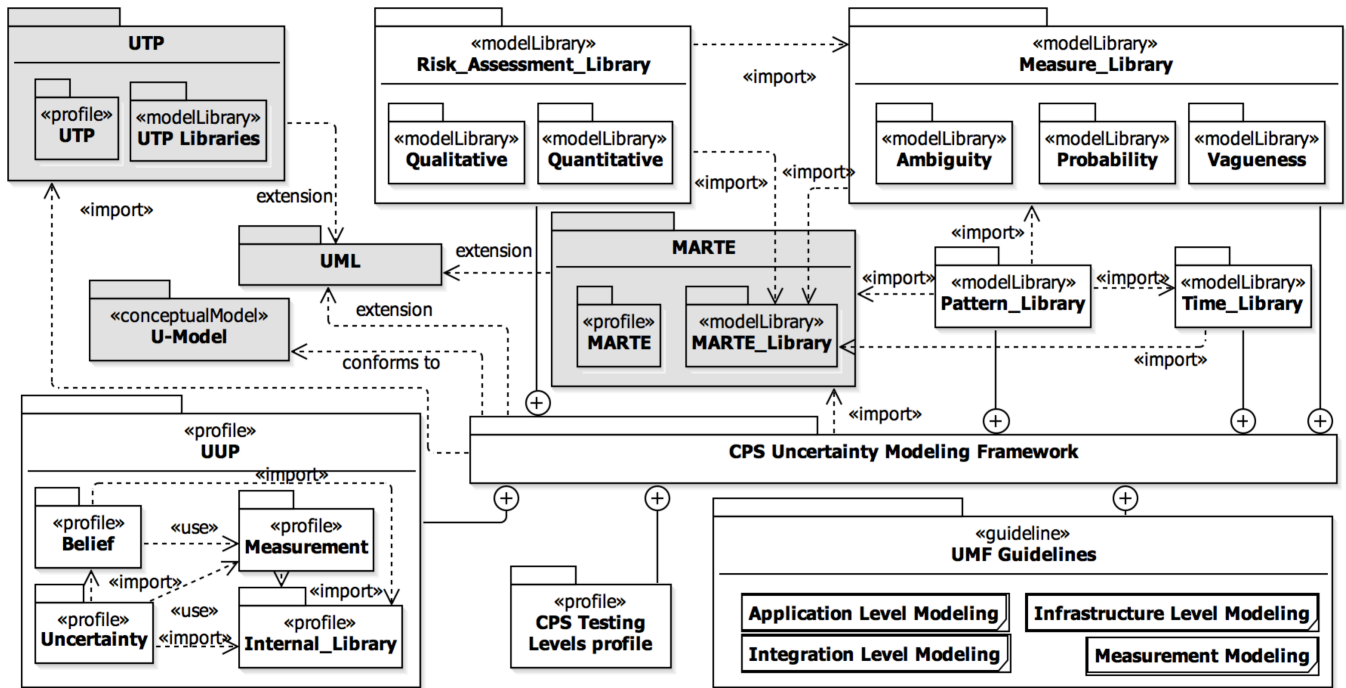 UTP
«profile»
UTP
«modelLibrary»
UTP Libraries
«modelLibrary»
Risk_Assessment_Library
«modelLibrary»
Qualitative
«modelLibrary»
Quantitative
«import»
«modelLibrary»
Measure_Library
«modelLibrary»
Ambiguity
«modelLibrary»
Probability
«modelLibrary»
Vagueness
«import»
extension
«import»
«import»
UML
extension
MARTE
«profile»
MARTE
«modelLibrary»
MARTE_Library
«import»
«import»
«modelLibrary»
Pattern_Library
«import»
«modelLibrary»
Time_Library
«import»
«conceptualModel»
U-Model
extension
conforms to
«import»
CPS Uncertainty Modeling Framework
«profile»
UUP
«import»
«profile»
Belief
«use»
«profile»
Measurement
«import»
«import»
«profile»
Uncertainty
«use»
«import»
«profile»
Internal_Library
«profile»
CPS Testing
Levels profile
«guideline»
UMF Guidelines
Application Level Modeling
Infrastructure Level Modeling
Integration Level Modeling
Measurement Modeling